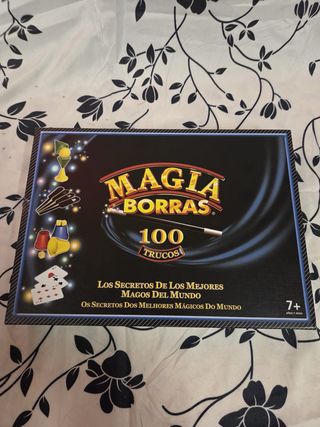 MAGIA
BORRAS
100
TRUCOS
LOS SECRETOS DE LOS MEJORES
MAGOS DEL MUNDO
OS SECRETOS DOS MELHORES MÁGICOS DO MUNDO
7+